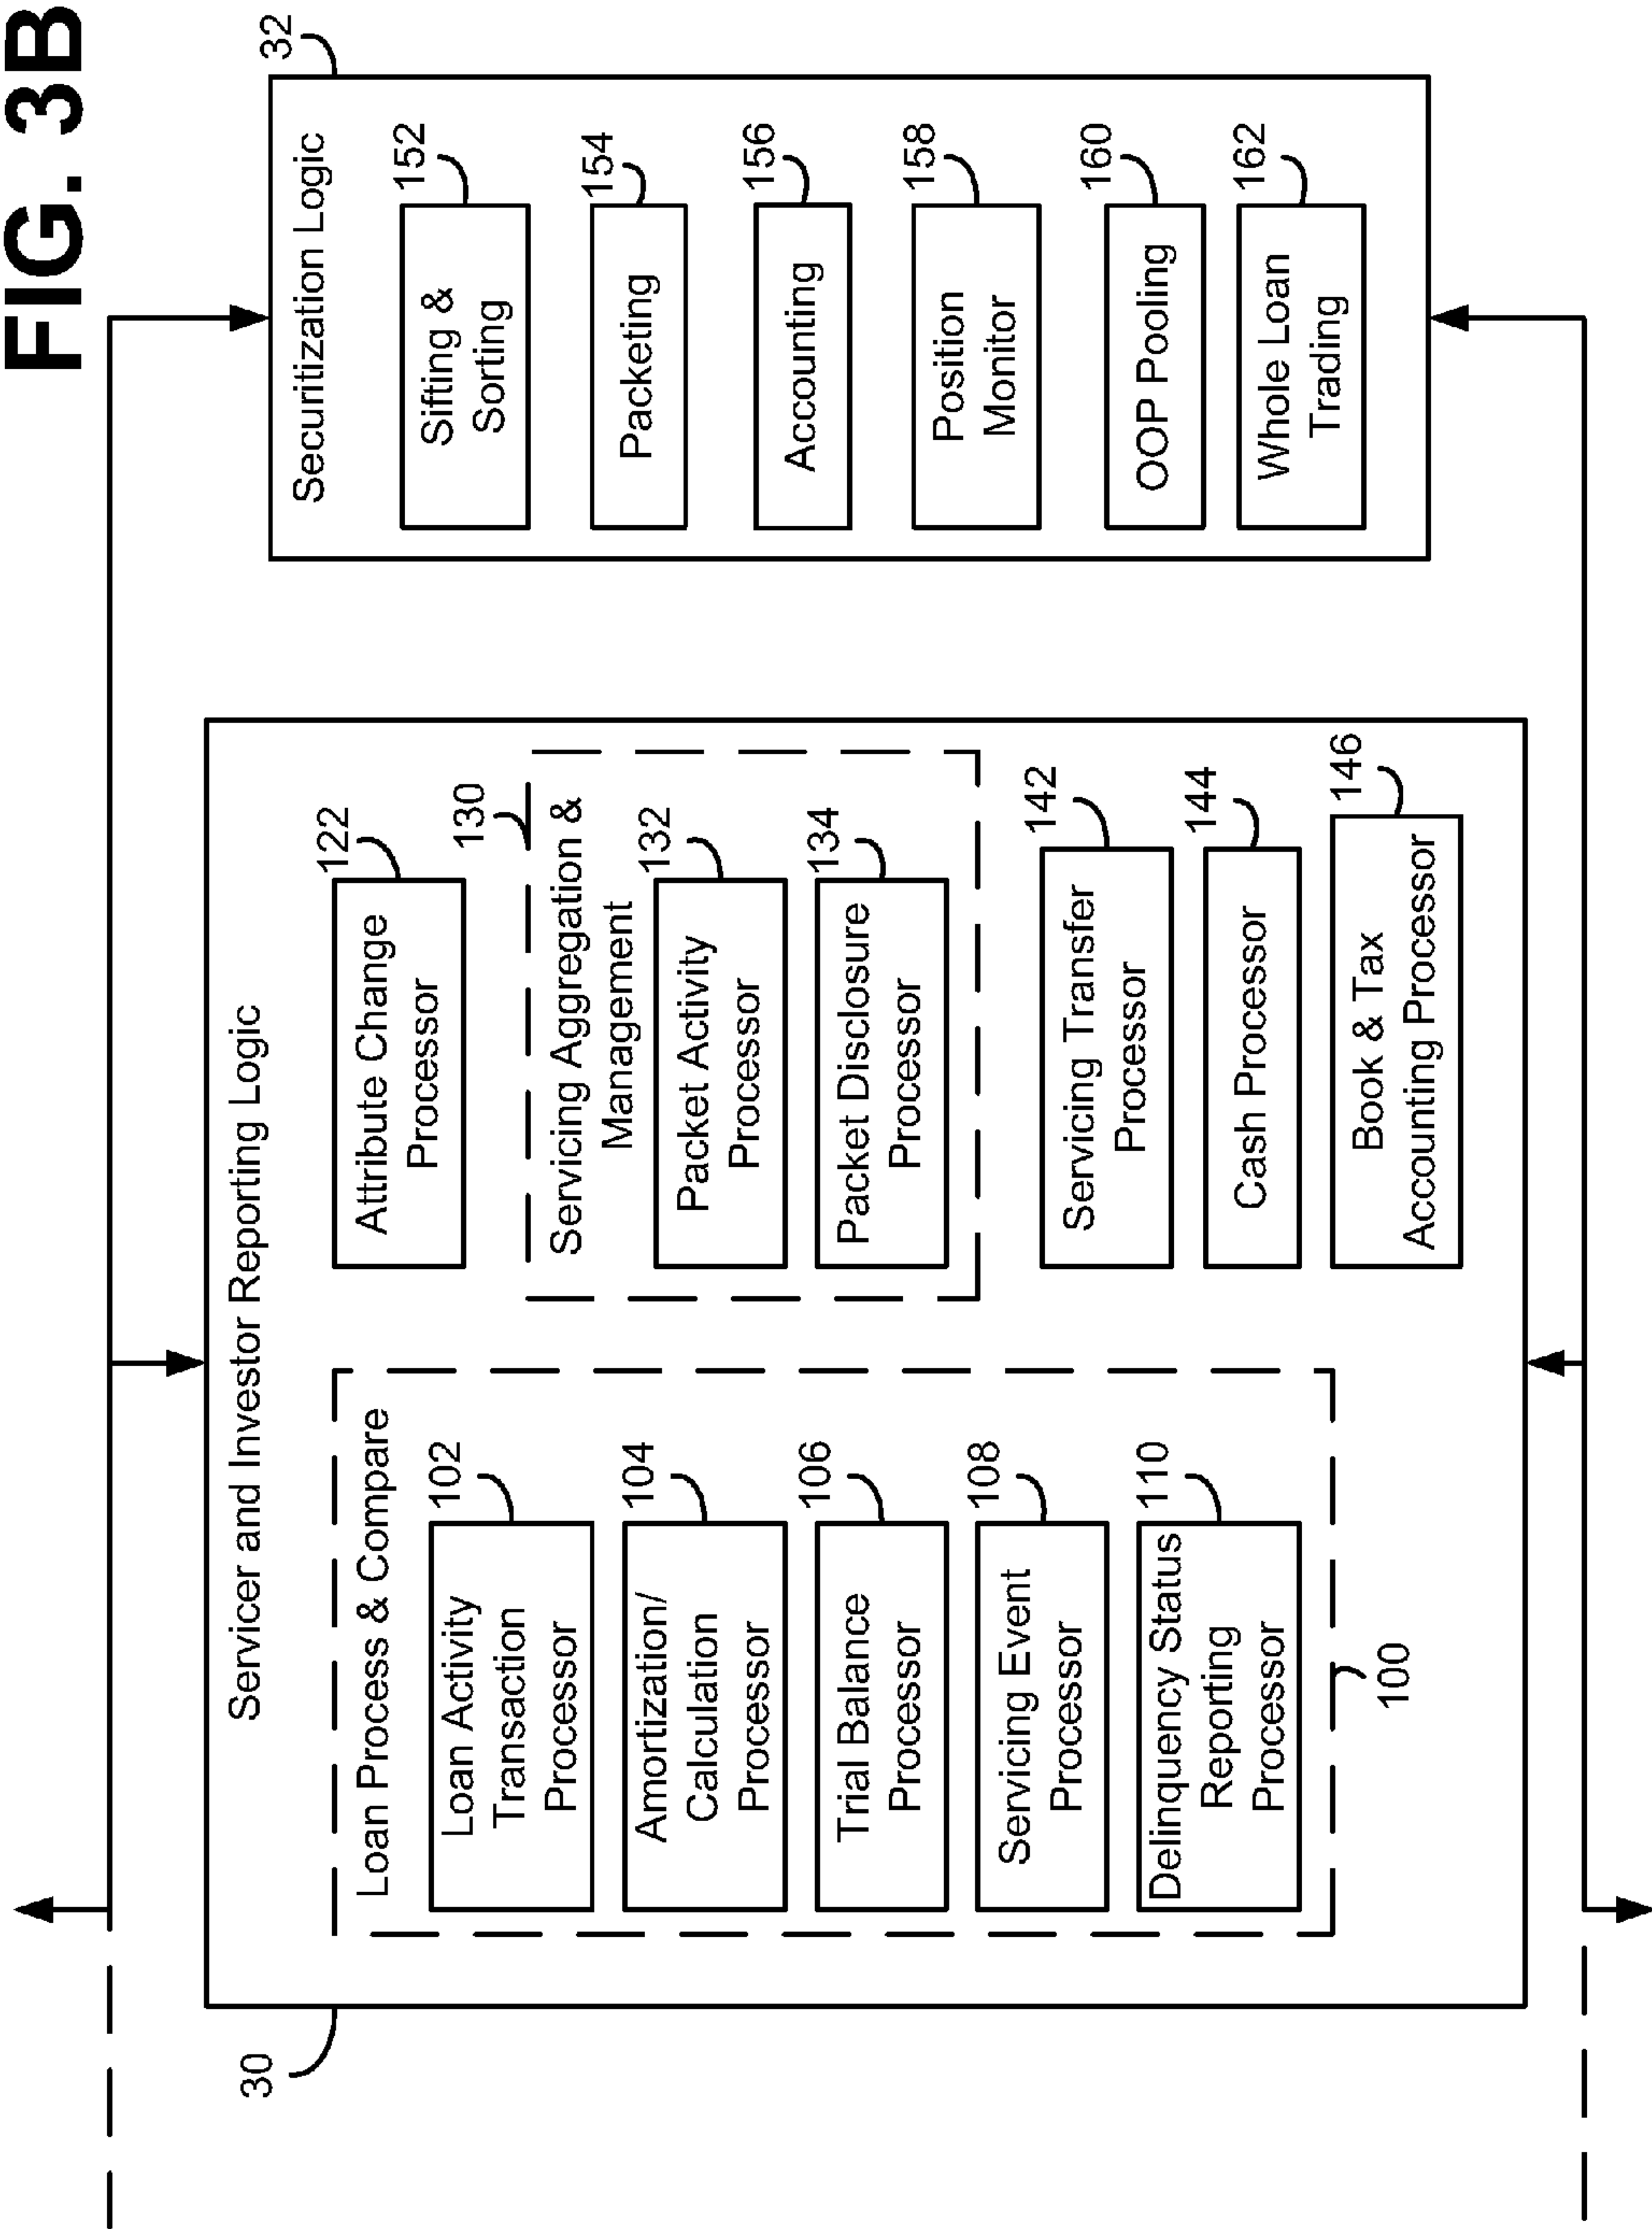 FIG. 3B
Servicer and Investor Reporting Logic
30
Loan Process & Compare
Loan Activity
Transaction
Processor
102
Amortization/
Calculation
Processor
104
Trial Balance
Processor
106
Servicing Event
Processor
108
Delinquency Status
Reporting
Processor
110
100
Attribute Change
Processor
122
130
Servicing Aggregation &
Management
Packet Activity
Processor
132
Packet Disclosure
Processor
134
Servicing Transfer
Processor
142
Cash Processor
144
Book & Tax
Accounting Processor
146
Securitization Logic
32
Sifting &
Sorting
152
Packeting
154
Accounting
156
Position
Monitor
158
OOP Pooling
160
Whole Loan
Trading
162